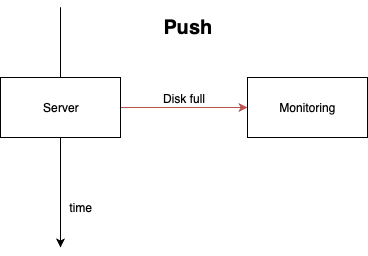 Push
Server
Disk full
Monitoring
time